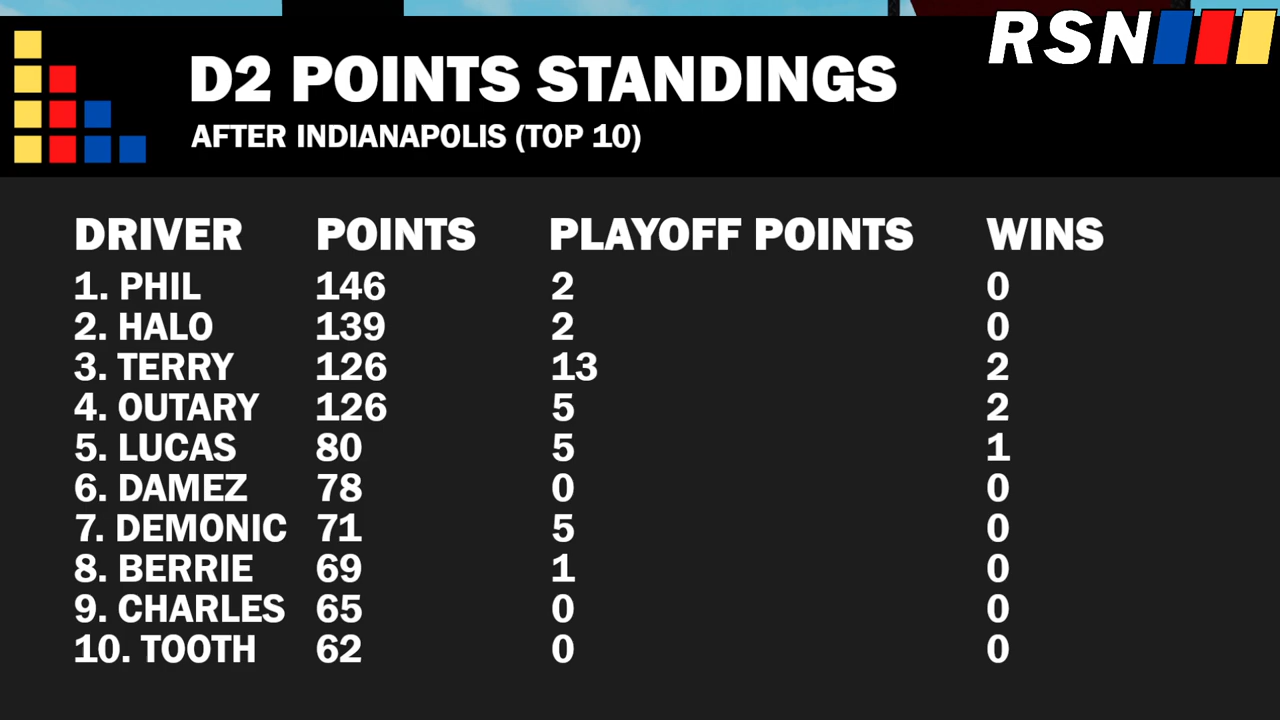 RSN
D2 POINTS STANDINGS
AFTER INDIANAPOLIS (TOP 10)
DRIVER POINTS PLAYOFF POINTS WINS
1. PHIL 146 2 0
2. HALO 139 2 0
3. TERRY 126 13 2
4. OUTARY 126 5 2
5. LUCAS 80 5 1
6. DAMEZ 78 0 0
7. DEMONIC 71 5 0
8. BERRIE 69 1 0
9. CHARLES 65 0 0
10. TOOTH 62 0 0